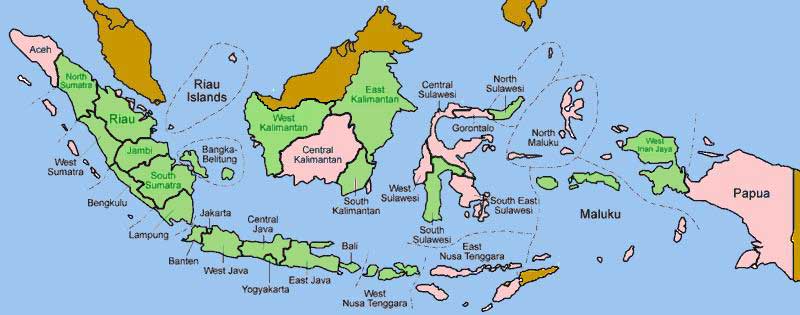 Aceh
North
Sumatra
Riau
Islands
Riau
West
Sumatra
Jambi
Bangka-
Belitung
South
Sumatra
Bengkulu
Lampung
West
Kalimantan
East
Kalimantan
Central
Kalimantan
South
Kalimantan
Central
Sulawesi
North
Sulawesi
Gorontalo
West
Sulawesi
South
Sulawesi
South East
Sulawesi
North
Maluku
Maluku
West
Irian Jaya
Papua
Jakarta
Banten
West Java
Central
Java
Yogyakarta
East Java
Bali
West
Nusa Tenggara
East
Nusa Tenggara